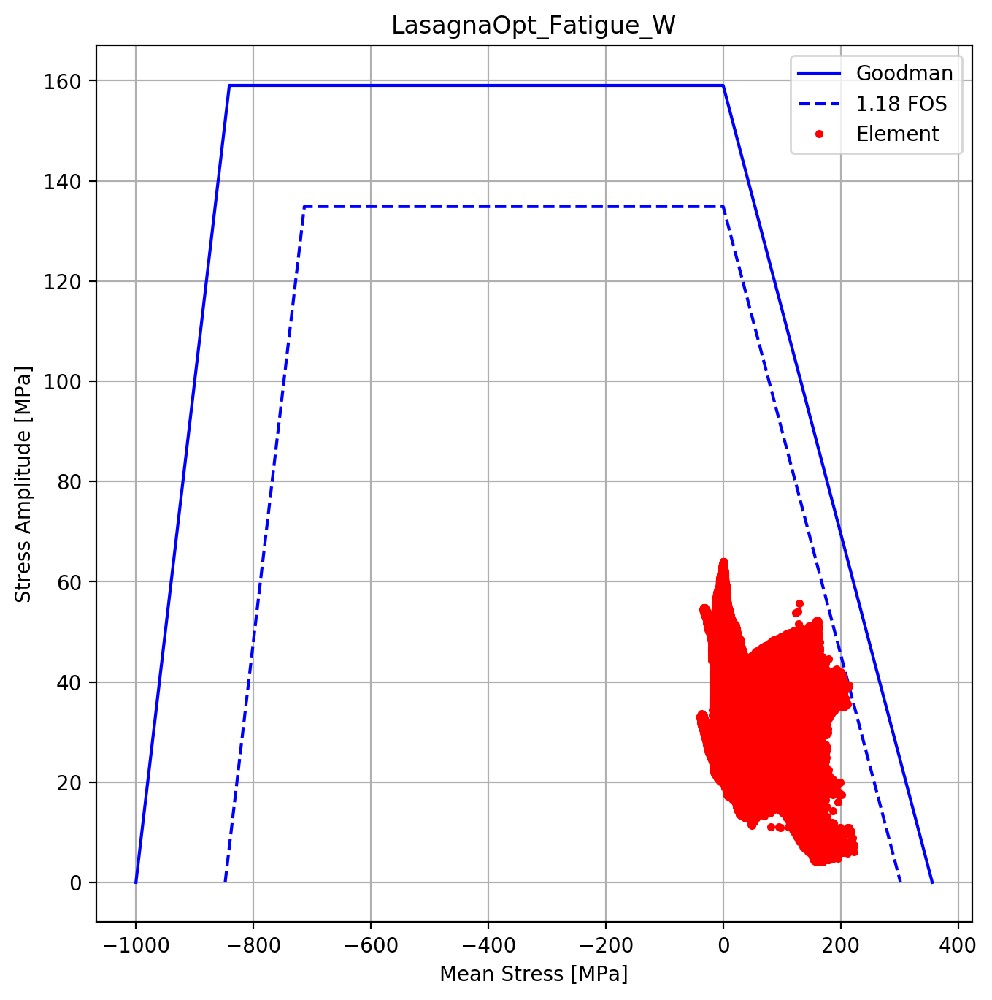 LasagnaOpt_Fatigue_W
Goodman
1.18 FOS
Element
160
140
120
100
80
60
40
20
0
Stress Amplitude [MPa]
−1000
−800
−600
−400
−200
0
200
400
Mean Stress [MPa]